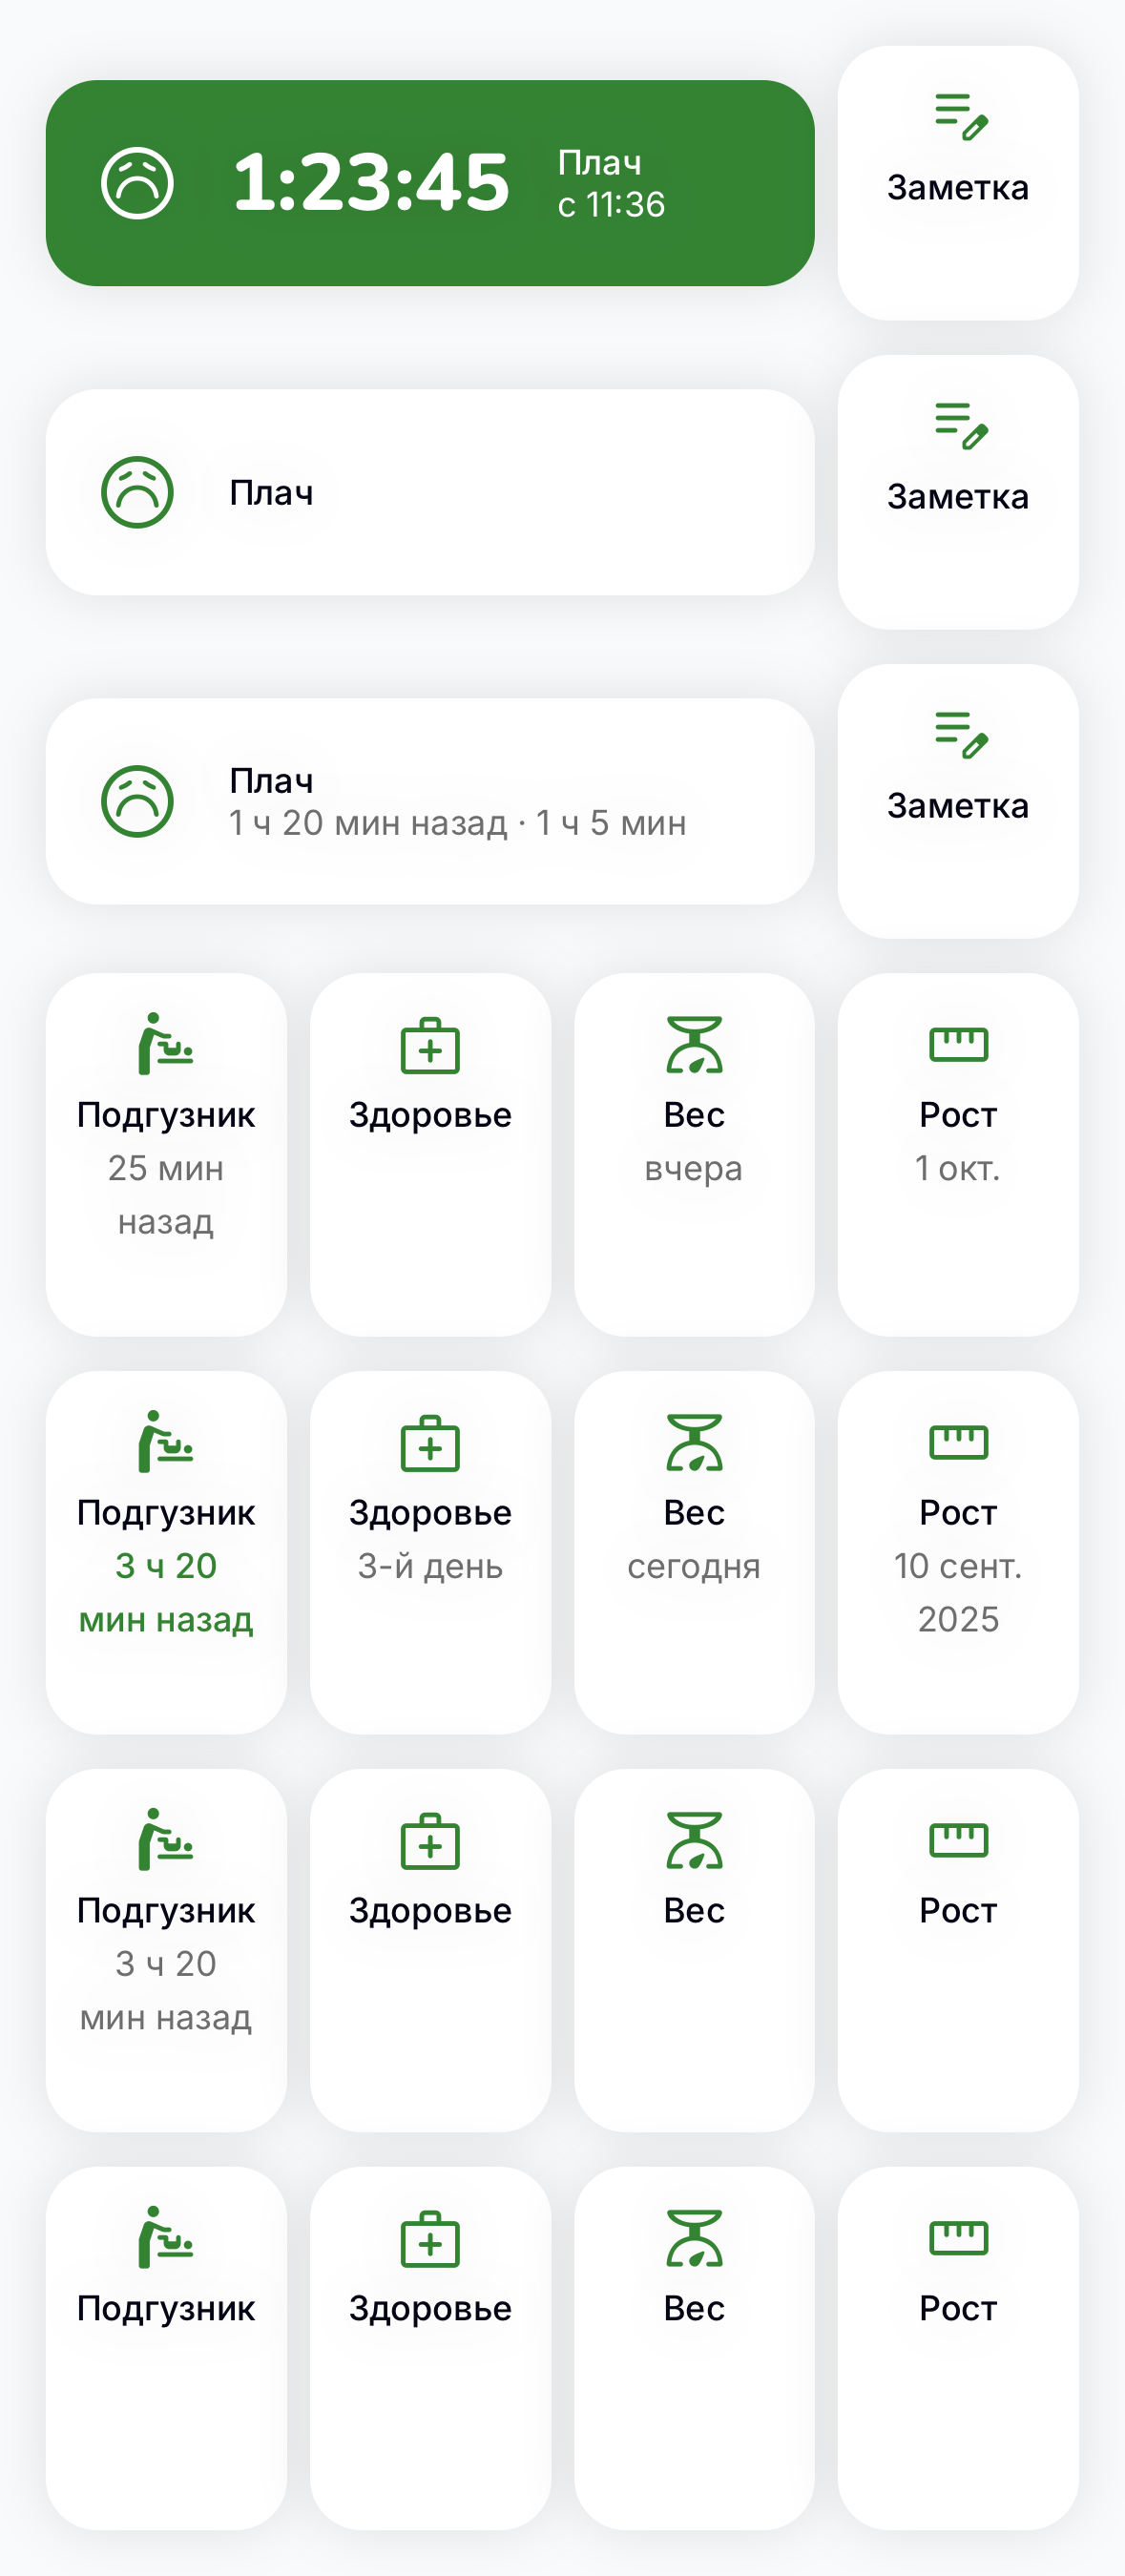 1:23:45
Плач
с 11:36
Заметка
Плач
Заметка
Плач
1 ч 20 мин назад · 1 ч 5 мин
Заметка
Подгузник
25 мин
назад
Здоровье
Вес
вчера
Рост
1 окт.
Подгузник
3 ч 20
мин назад
Здоровье
3-й день
Вес
сегодня
Рост
10 сент.
2025
Подгузник
3 ч 20
мин назад
Здоровье
Вес
Рост
Подгузник
Здоровье
Вес
Рост